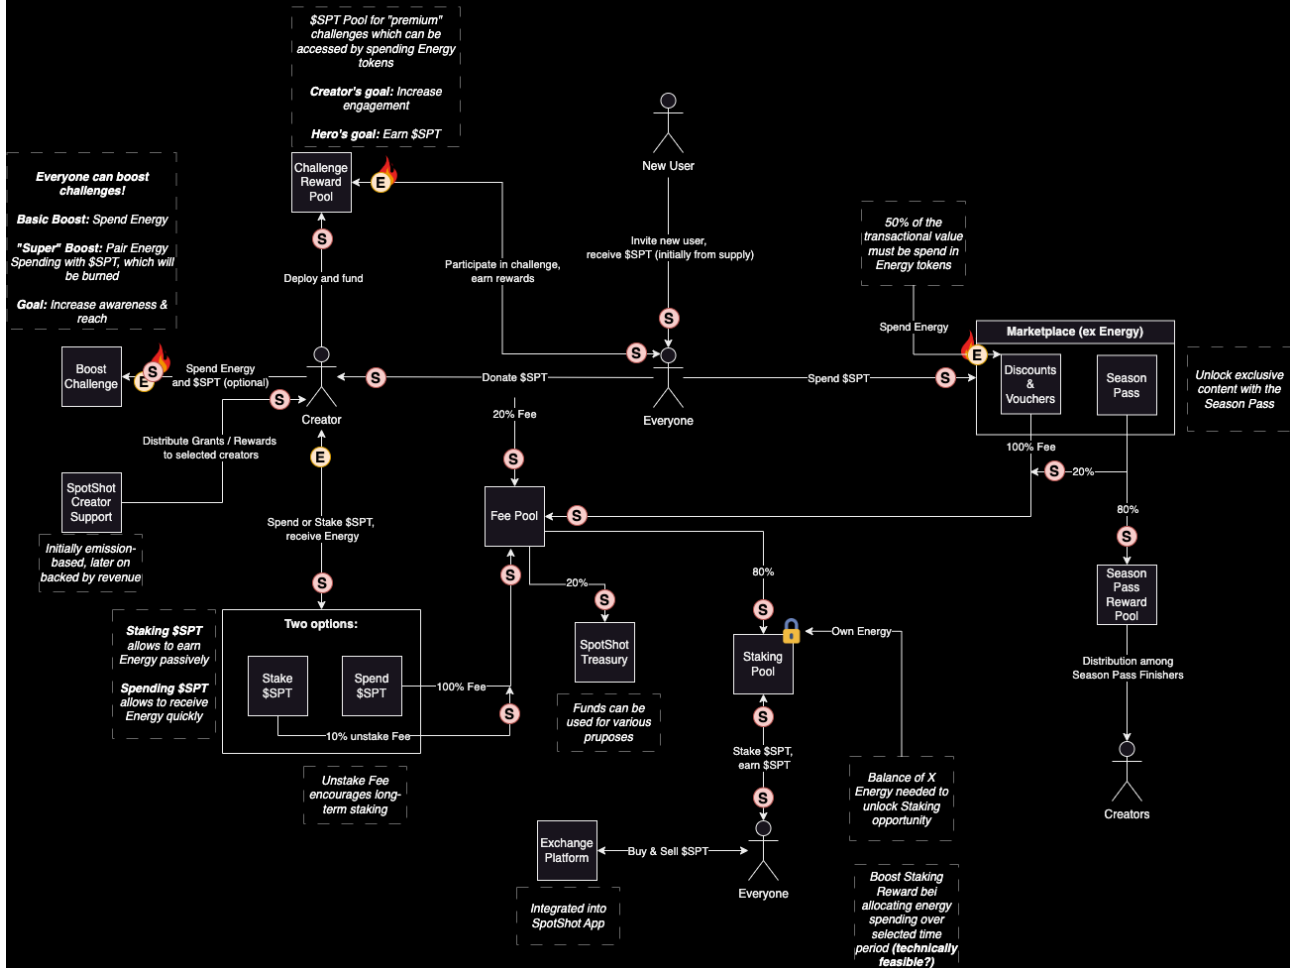 $SPT Pool for "premium"
challenges which can be
accessed by spending Energy
tokens
Creator's goal: Increase
engagement
Hero's goal: Earn $SPT
New User
Challenge
Reward
Pool
E
S
Everyone can boost
challenges!
Basic Boost: Spend Energy
"Super" Boost: Pair Energy
Spending with $SPT, which will
be burned
Goal: Increase awareness &
reach
Deploy and fund
Participate in challenge,
earn rewards
Invite new user,
receive $SPT (initially from supply)
S
S
50% of the
transactional value
must be spend in
Energy tokens
Spend Energy
Marketplace (ex Energy)
E
Discounts
&
Vouchers
Season
Pass
Unlock exclusive
content with the
Season Pass
Boost
Challenge
S
E
Spend Energy
and $SPT (optional)
Creator
S
Donate $SPT
Everyone
Spend $SPT
S
S
Distribute Grants / Rewards
to selected creators
SpotShot
Creator
Support
Initially emission-
based, later on
backed by revenue
E
Spend or Stake $SPT,
receive Energy
S
20% Fee
S
Fee Pool
S
100% Fee
S
20%
80%
S
Season
Pass
Reward
Pool
Distribution among
Season Pass Finishers
Creators
Staking $SPT
allows to earn
Energy passively
Spending $SPT
allows to receive
Energy quickly
Two options:
Stake
$SPT
Spend
$SPT
100% Fee
10% unstake Fee
S
S
Unstake Fee
encourages long-
term staking
20%
S
SpotShot
Treasury
Funds can be
used for various
pruposes
80%
S
Staking
Pool
Own Energy
S
Stake $SPT,
earn $SPT
S
Everyone
Balance of X
Energy needed to
unlock Staking
opportunity
Exchange
Platform
Buy & Sell $SPT
Integrated into
SpotShot App
Boost Staking
Reward bei
allocating energy
spending over
selected time
period (technically
feasible?)